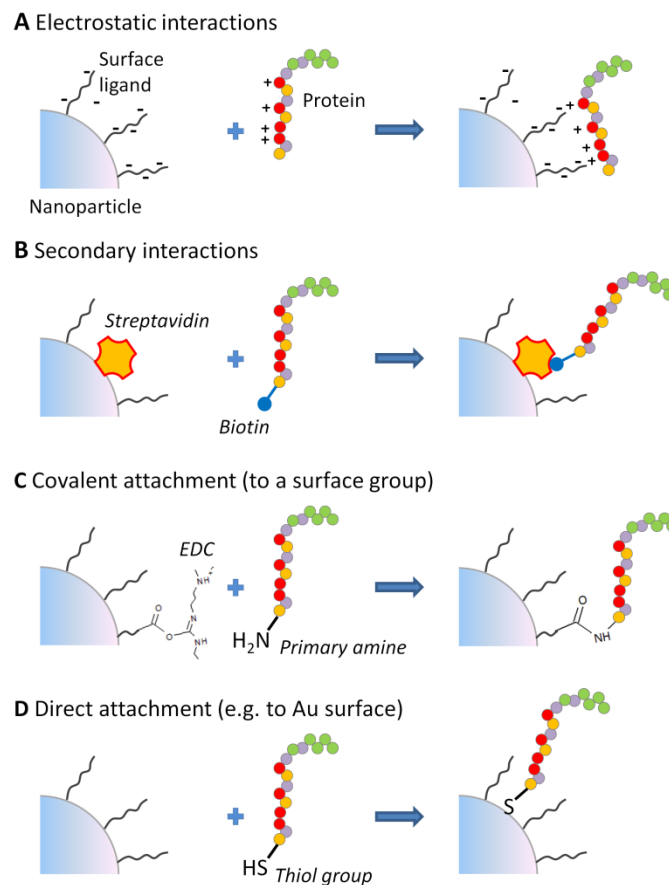 A Electrostatic interactions
Surface
ligand
Protein
Nanoparticle
B Secondary interactions
Streptavidin
Biotin
C Covalent attachment (to a surface group)
EDC
NH
N
O
O
NH
H₂N
Primary amine
O
NH
D Direct attachment (e.g. to Au surface)
HS
Thiol group
S